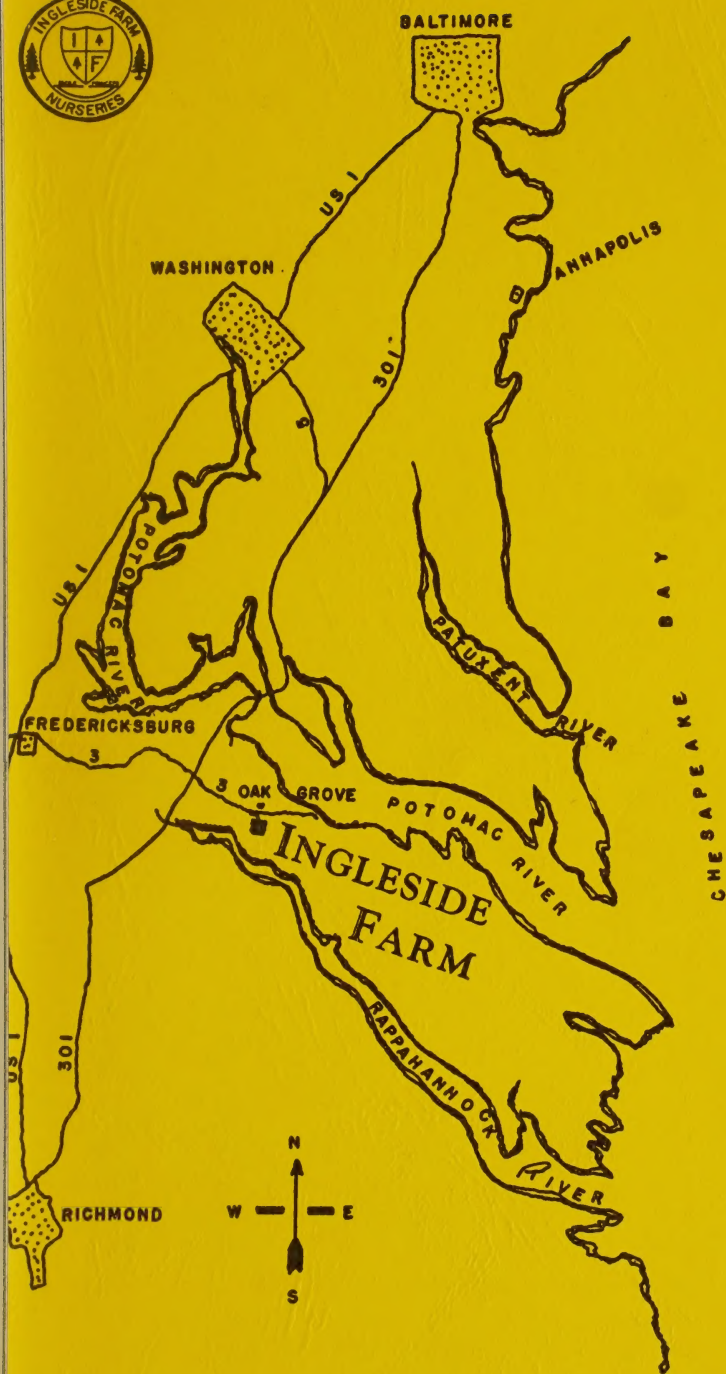 INGLESIDE FARM
I
F
NURSERIES
BALTIMORE
US 1
ANNAPOLIS
WASHINGTON
301
5
POTOMAC RIVER
US 1
CHESAPEAKE BAY
PATUXENT RIVER
FREDERICKSBURG
3
3 OAK GROVE
POTOMAC RIVER
INGLESIDE
FARM
RAPPAHANNOCK RIVER
US 1
301
N
W E
S
RICHMOND